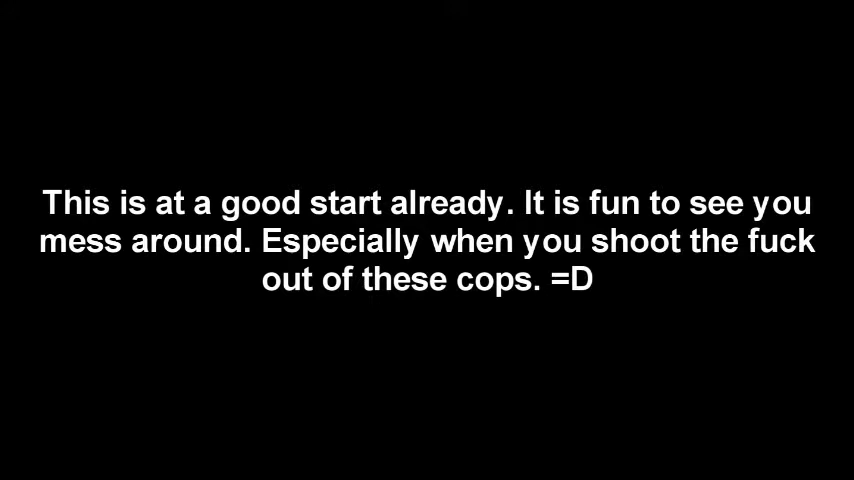 This is at a good start already. It is fun to see you
mess around. Especially when you shoot the fuck
out of these cops. =D